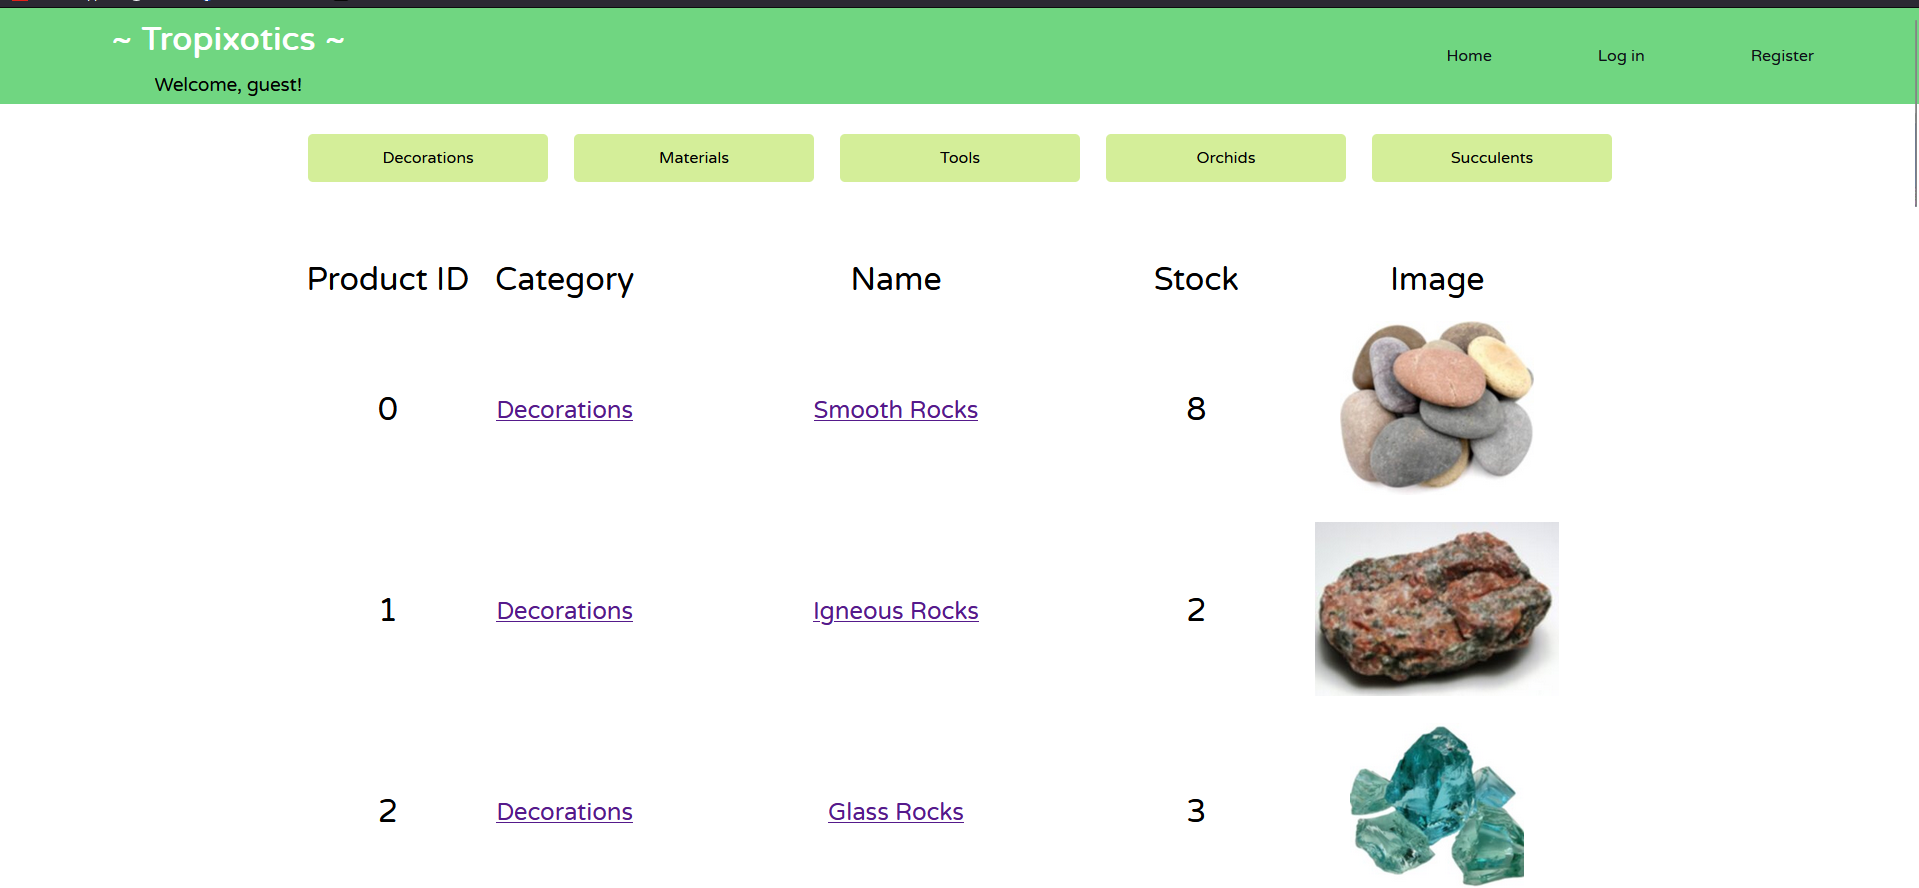 ~ Tropixotics ~
Welcome, guest!
Home Log in Register
Decorations Materials Tools Orchids Succulents
Product ID Category Name Stock Image
0 Decorations Smooth Rocks 8
1 Decorations Igneous Rocks 2
2 Decorations Glass Rocks 3